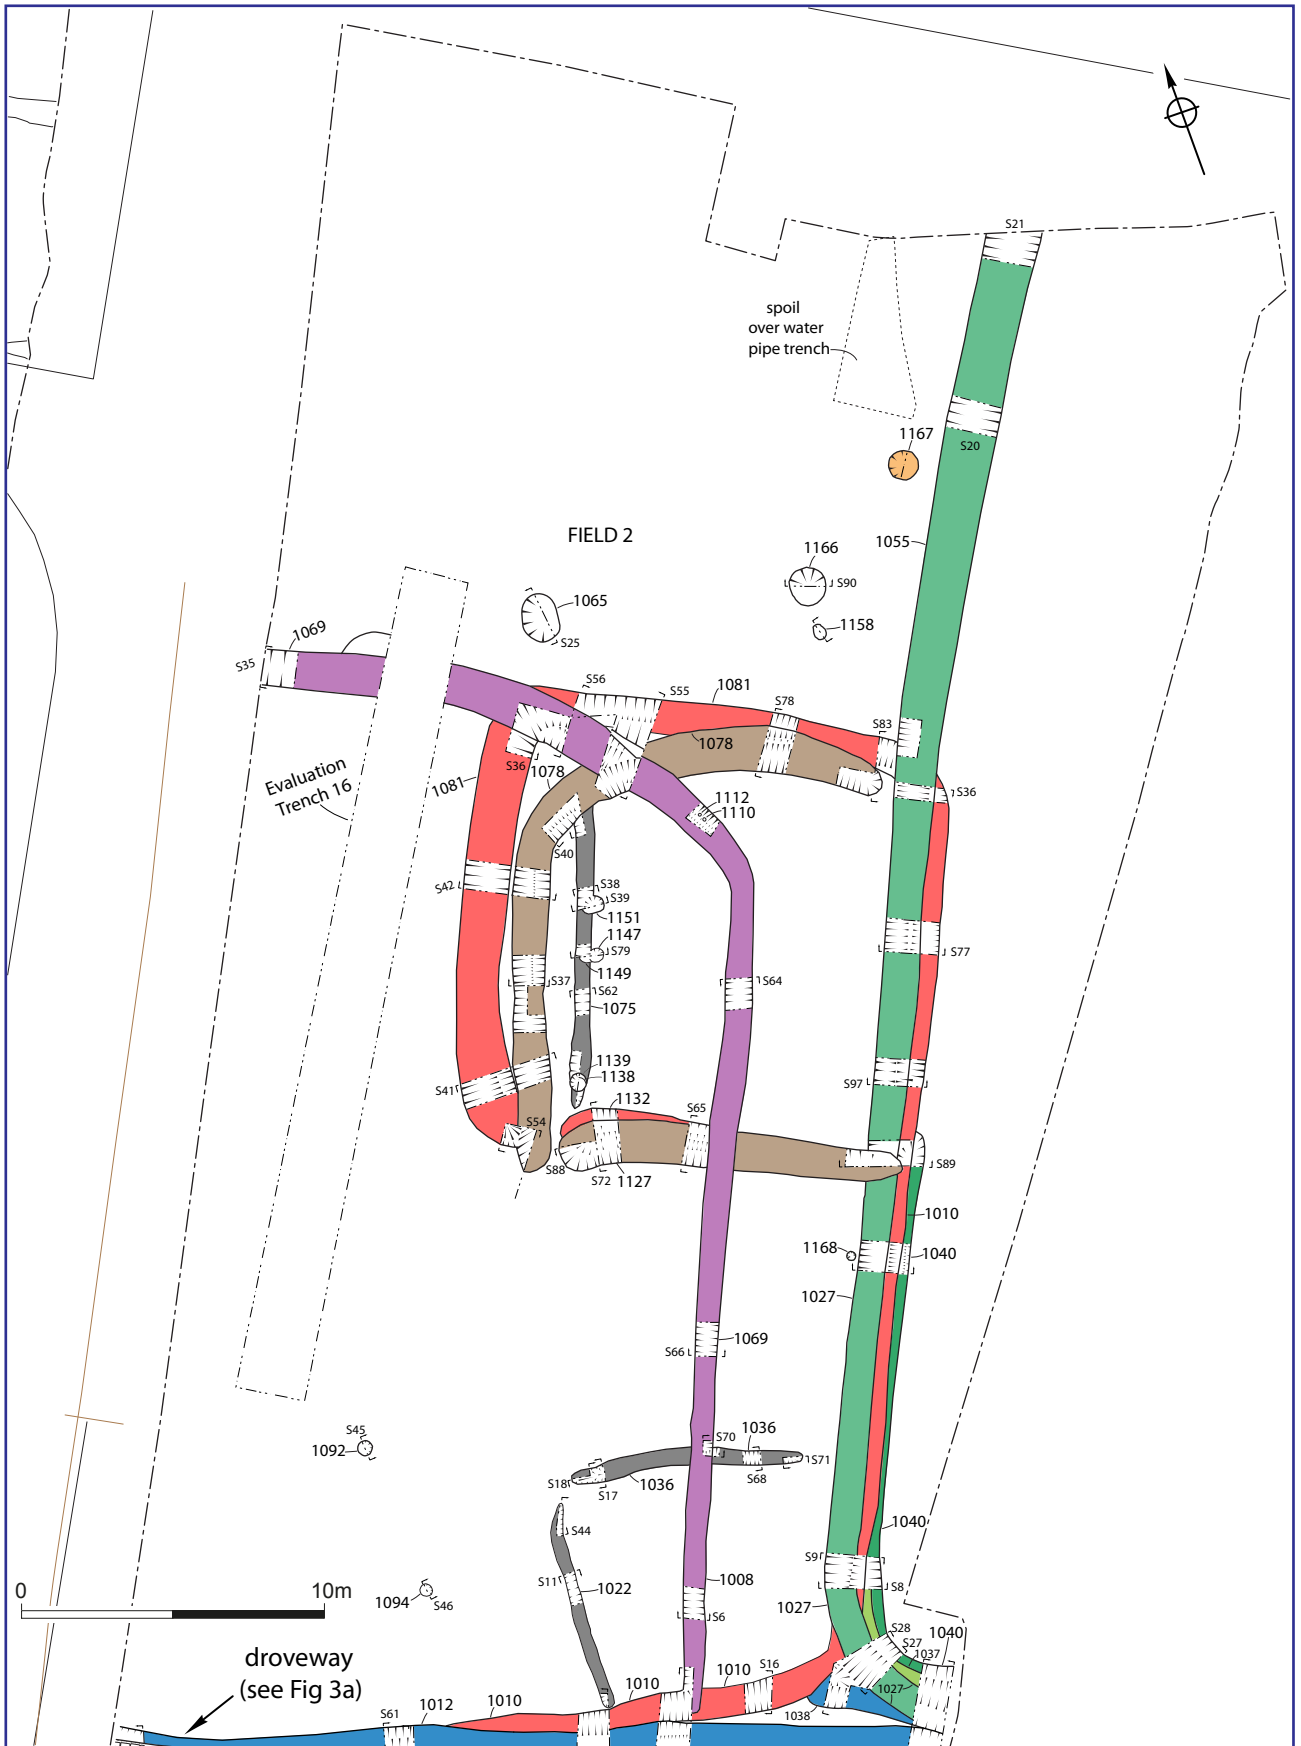 S21
spoil
over water
pipe trench
1167
S20
FIELD 2
1055
1166
S90
1065
1158
S25
1069
S35
S56
S55
1081
S78
S83
1078
S36
1078
1081
S36
Evaluation
Trench 16
1112
1110
S40
S42
S38
S39
1151
1147
S79
S77
1149
S37
S64
S62
1075
1139
1138
S97
S41
1132
S65
S54
S88
S72
1127
S89
1010
1168
1040
1027
1069
S66
S45
1092
S70
1036
S71
S68
S18
S17
1036
S44
1040
S9
S8
S11
1022
1008
1094
S46
S6
1027
0
10m
S28
S27
1040
1037
droveway
(see Fig 3a)
S16
1010
1010
1027
1038
S61
1012
1010